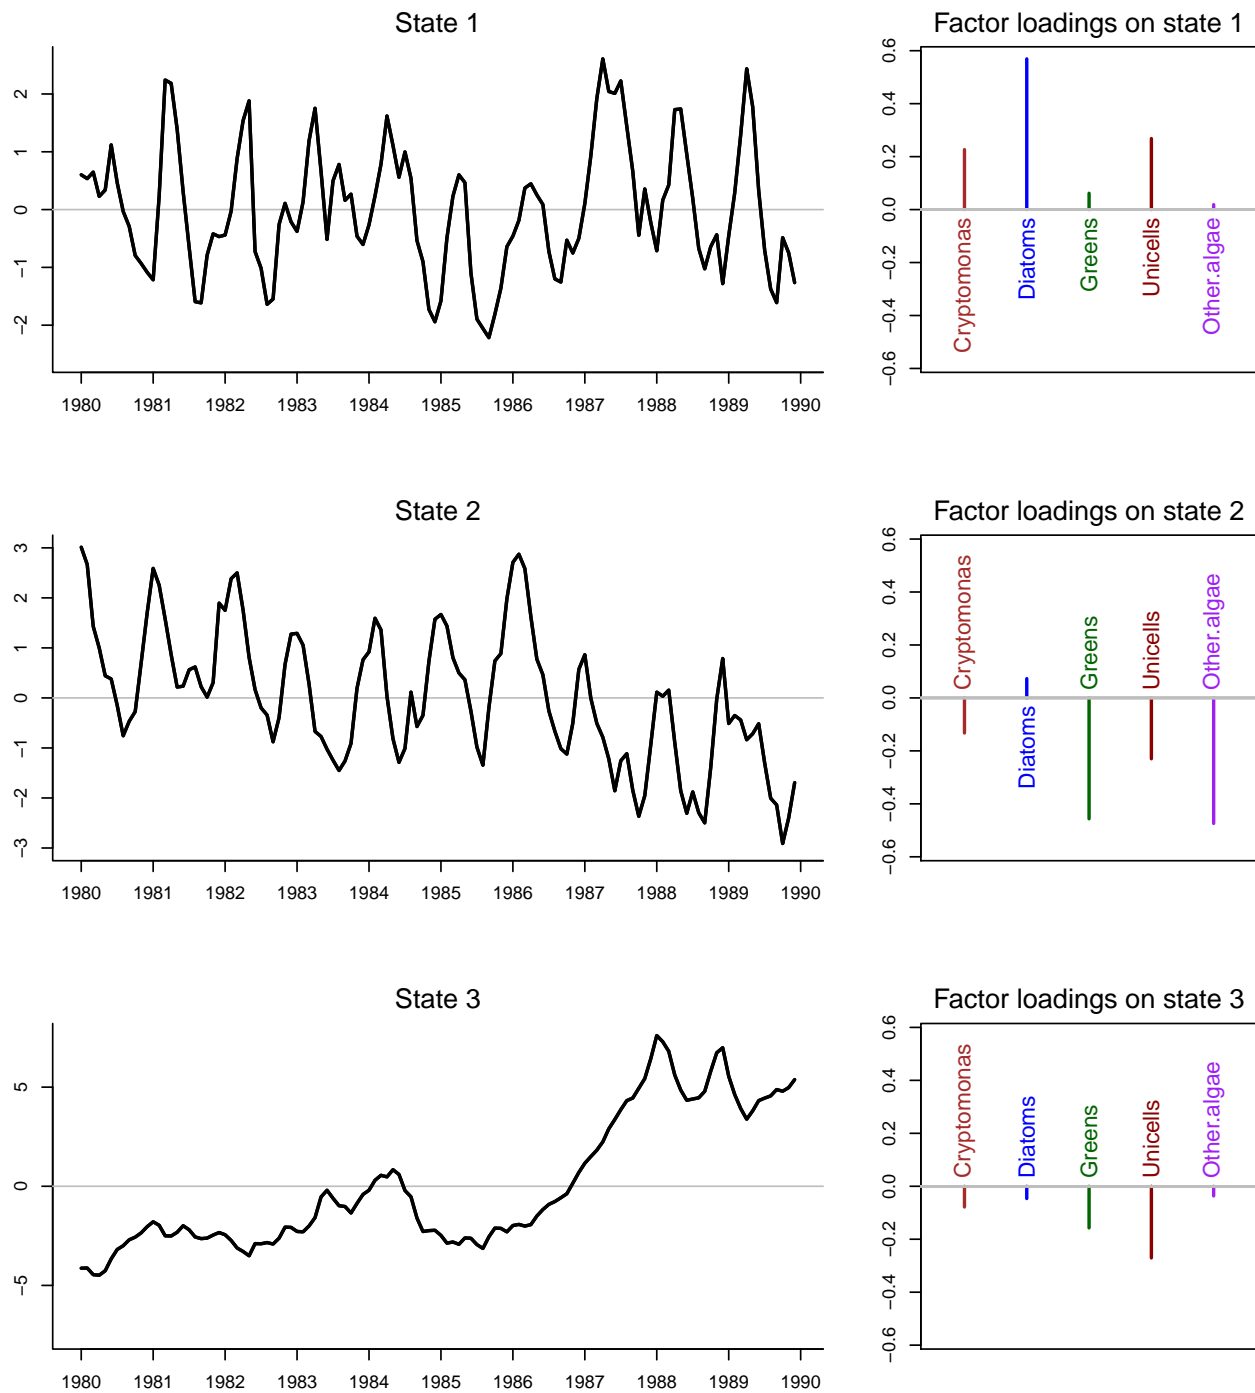 State 1
2
1
0
−1
−2
1980 1981 1982 1983 1984 1985 1986 1987 1988 1989 1990
Factor loadings on state 1
0.6
0.4
0.2
0.0
−0.2
−0.4
−0.6
Cryptomonas
Diatoms
Greens
Unicells
Other.algae
State 2
3
2
1
0
−1
−2
−3
1980 1981 1982 1983 1984 1985 1986 1987 1988 1989 1990
Factor loadings on state 2
0.6
0.4
0.2
0.0
−0.2
−0.4
−0.6
Cryptomonas
Diatoms
Greens
Unicells
Other.algae
State 3
5
0
−5
1980 1981 1982 1983 1984 1985 1986 1987 1988 1989 1990
Factor loadings on state 3
0.6
0.4
0.2
0.0
−0.2
−0.4
−0.6
Cryptomonas
Diatoms
Greens
Unicells
Other.algae